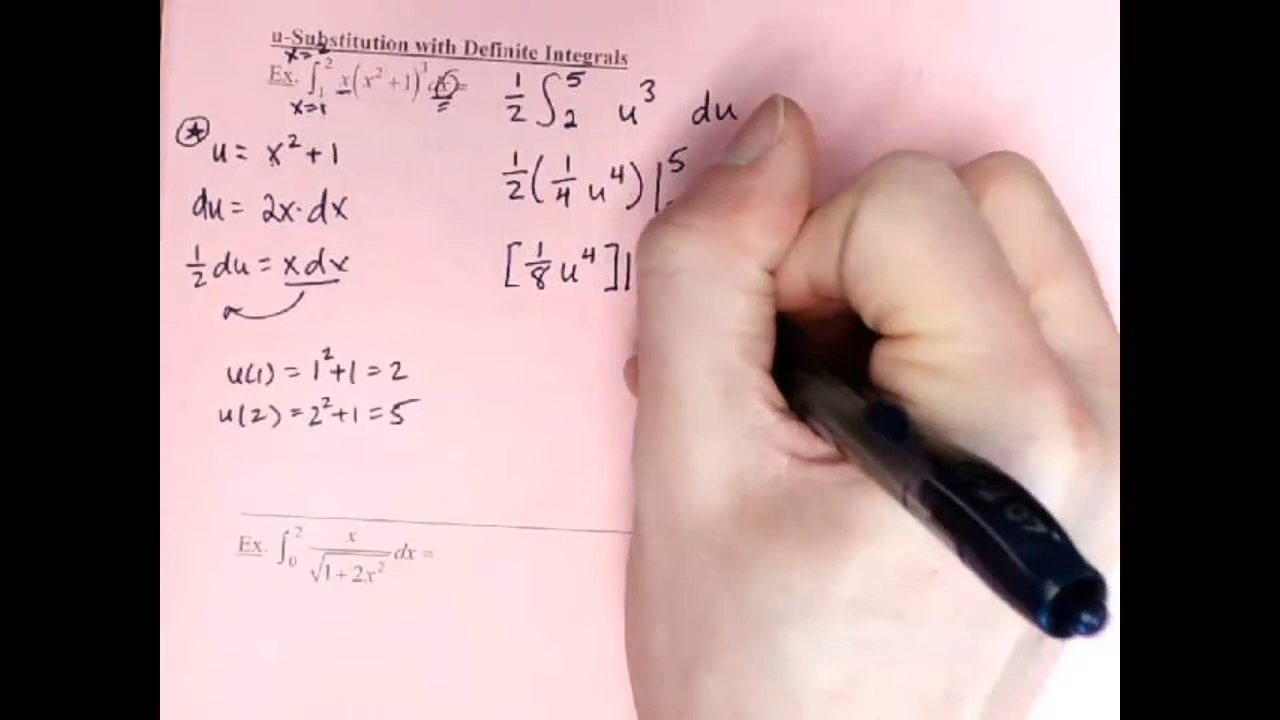 u-Substitution with Definite Integrals
x=2
Ex. ∫₁² x(x² + 1)³ dx =
x=1
1/2 ∫₂⁵ u³ du
u = x² + 1
1/2 (1/4 u⁴) |⁵
du = 2x · dx
1/2 du = x dx
[1/8 u⁴] |
u(1) = 1² + 1 = 2
u(2) = 2² + 1 = 5
Ex. ∫₀² x/√(1 + 2x²) dx =